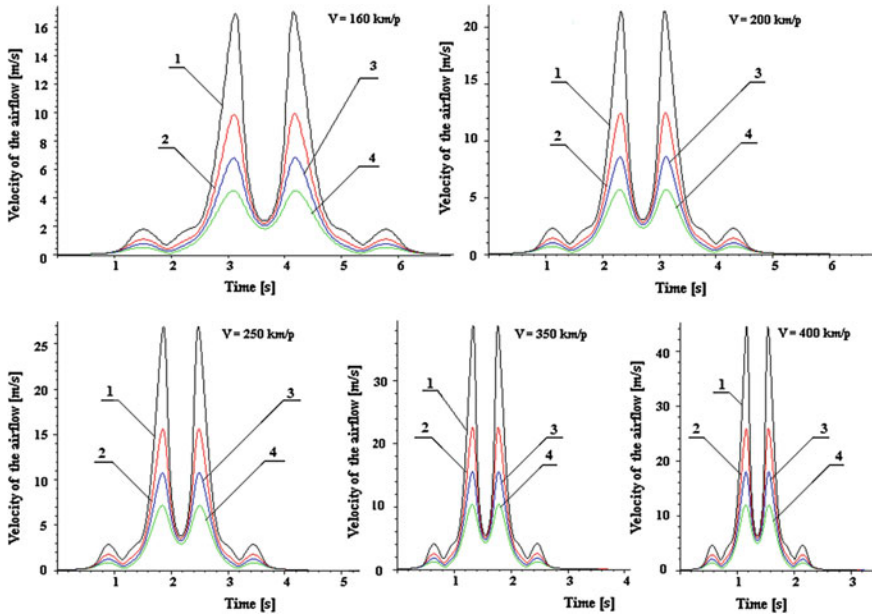 V = 160 km/p
Velocity of the airflow [m/s]
16
14
12
10
8
6
4
2
0
1
2
3
4
1 2 3 4 5 6
Time [s]
V = 200 km/p
Velocity of the airflow [m/s]
20
15
10
5
0
1
2
3
4
1 2 3 4 5 6
Time [s]
V = 250 km/p
Velocity of the airflow [m/s]
25
20
15
10
5
0
1
2
3
4
1 2 3 4 5
Time [s]
V = 350 km/p
Velocity of the airflow [m/s]
30
20
10
0
1
2
3
4
1 2 3 4
Time [s]
V = 400 km/p
Velocity of the airflow [m/s]
40
30
20
10
0
1
2
3
4
1 2 3
Time [s]